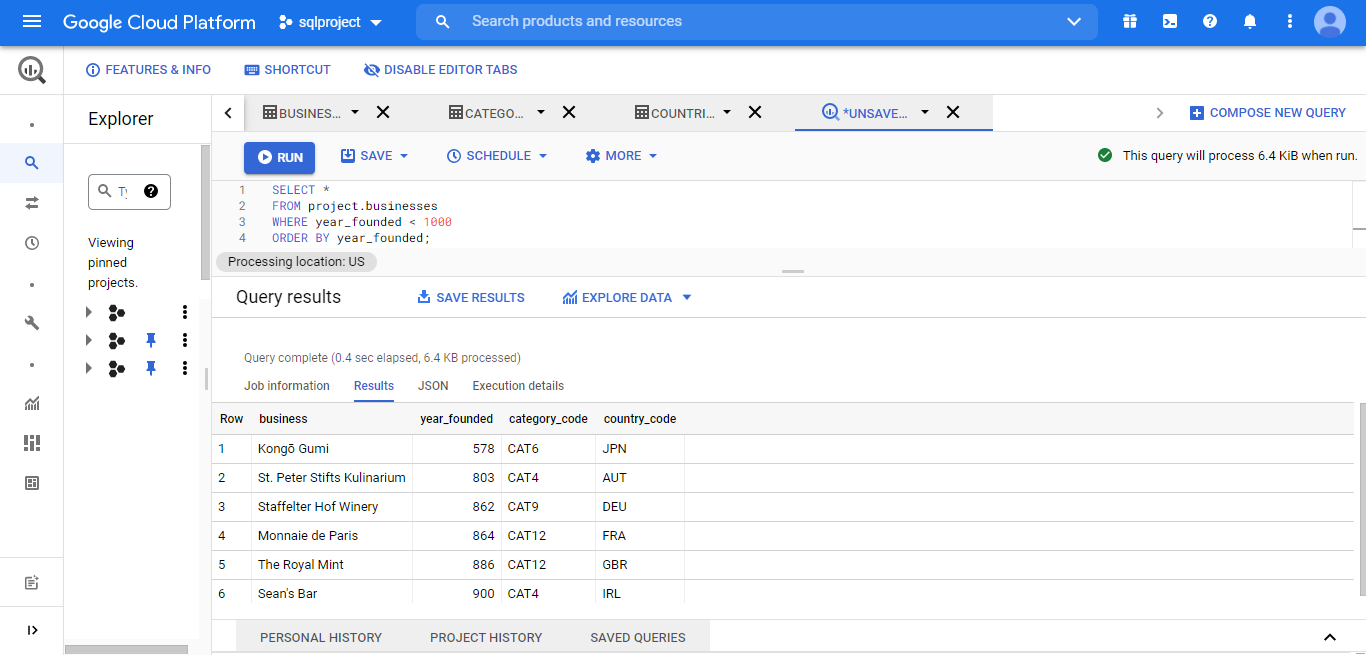 Google Cloud Platform
sqlproject
Search products and resources
FEATURES & INFO
SHORTCUT
DISABLE EDITOR TABS
Explorer
BUSINES...
CATEGO...
COUNTRI...
*UNSAVE...
COMPOSE NEW QUERY
RUN
SAVE
SCHEDULE
MORE
This query will process 6.4 KiB when run.
Viewing
pinned
projects.
1 SELECT *
2 FROM project.businesses
3 WHERE year_founded < 1000
4 ORDER BY year_founded;
Processing location: US
Query results
SAVE RESULTS
EXPLORE DATA
Query complete (0.4 sec elapsed, 6.4 KB processed)
Job information
Results
JSON
Execution details
Row business year_founded category_code country_code
1 Kongō Gumi 578 CAT6 JPN
2 St. Peter Stifts Kulinarium 803 CAT4 AUT
3 Staffelter Hof Winery 862 CAT9 DEU
4 Monnaie de Paris 864 CAT12 FRA
5 The Royal Mint 886 CAT12 GBR
6 Sean's Bar 900 CAT4 IRL
PERSONAL HISTORY
PROJECT HISTORY
SAVED QUERIES